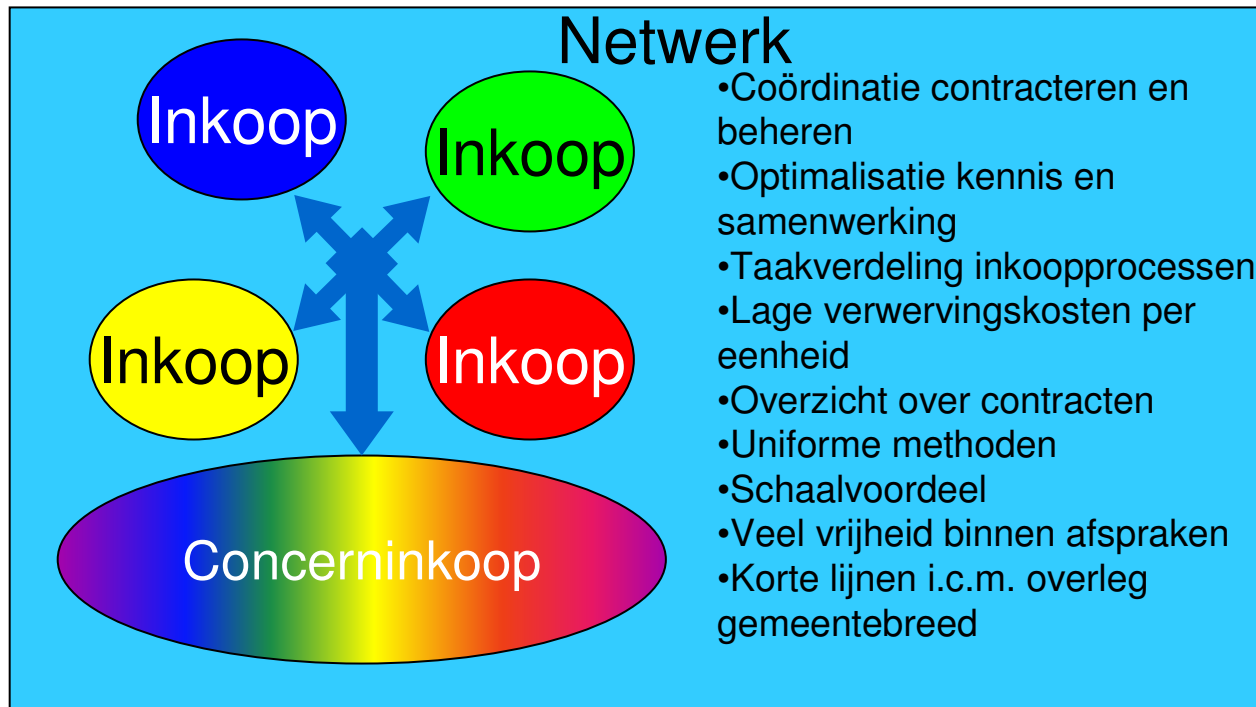 Netwerk
Inkoop
Inkoop
Inkoop
Inkoop
Concerninkoop
•Coördinatie contracteren en
beheren
•Optimalisatie kennis en
samenwerking
•Taakverdeling inkoopprocessen
•Lage verwervingskosten per
eenheid
•Overzicht over contracten
•Uniforme methoden
•Schaalvoordeel
•Veel vrijheid binnen afspraken
•Korte lijnen i.c.m. overleg
gemeentebreed